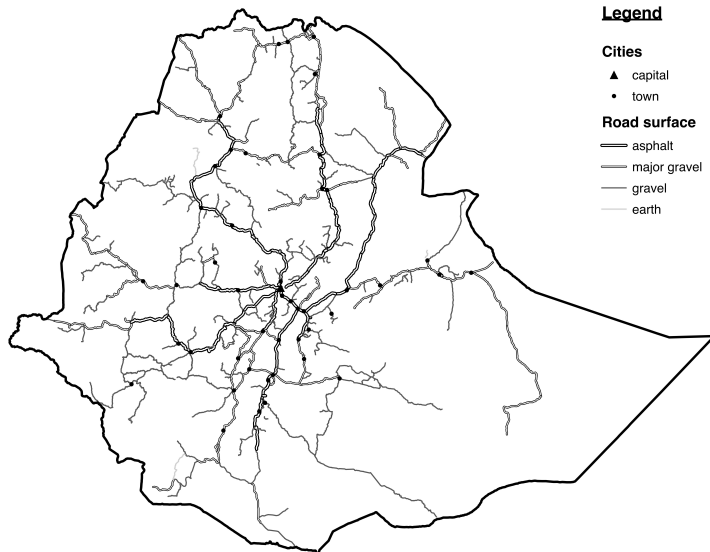 Legend
Cities
capital
town
Road surface
asphalt
major gravel
gravel
earth